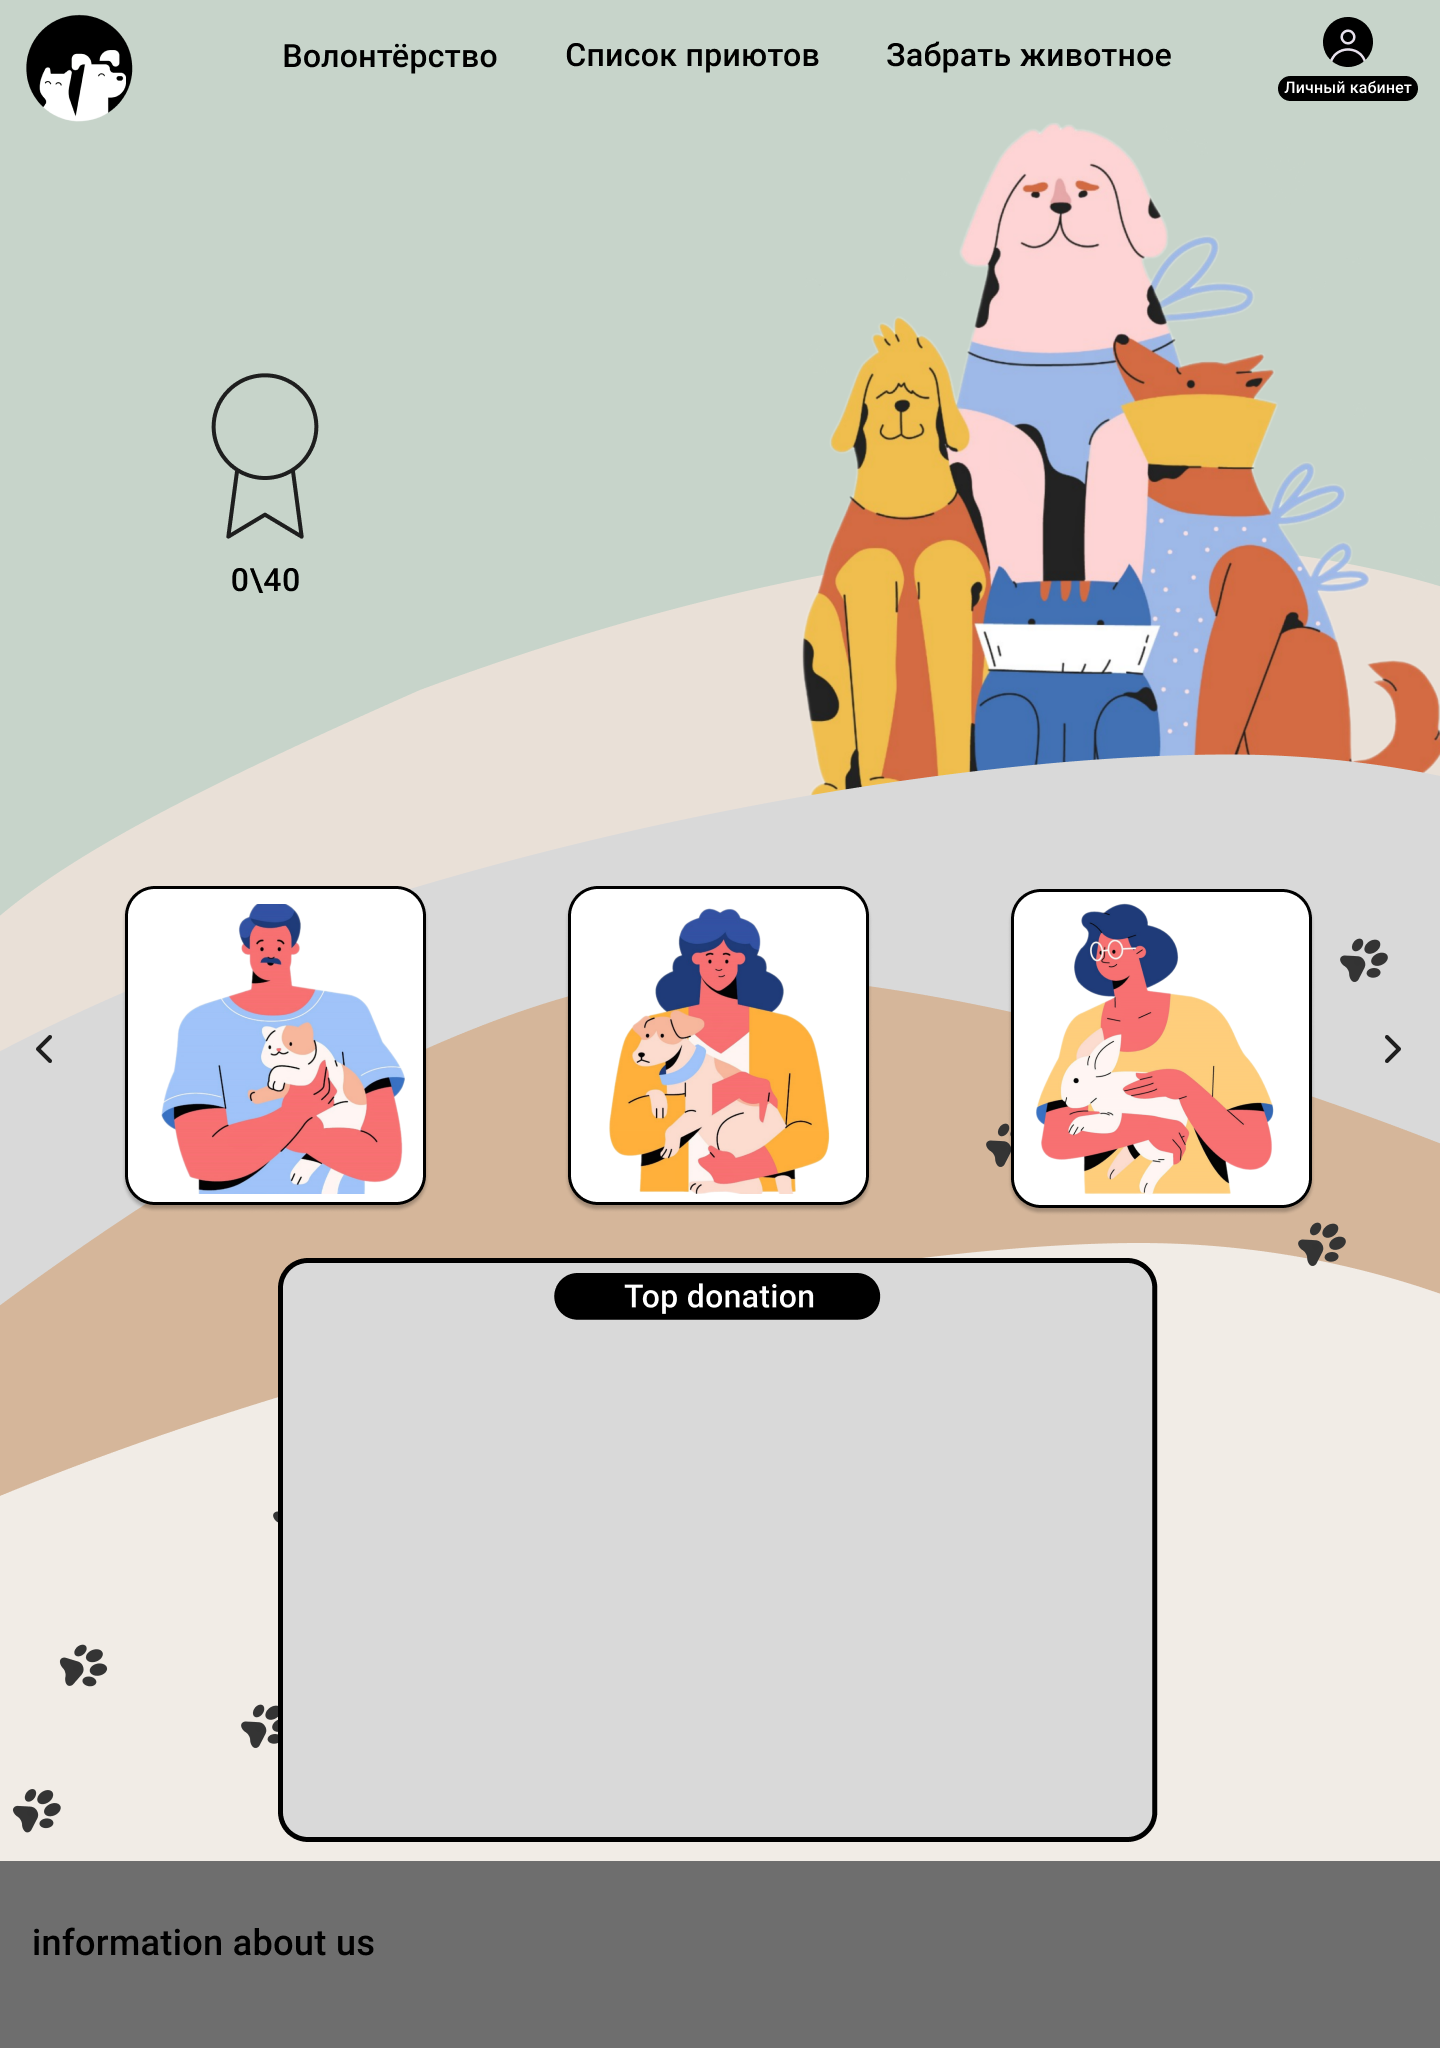 Волонтёрство
Список приютов
Забрать животное
Личный кабинет
0\40
Top donation
information about us